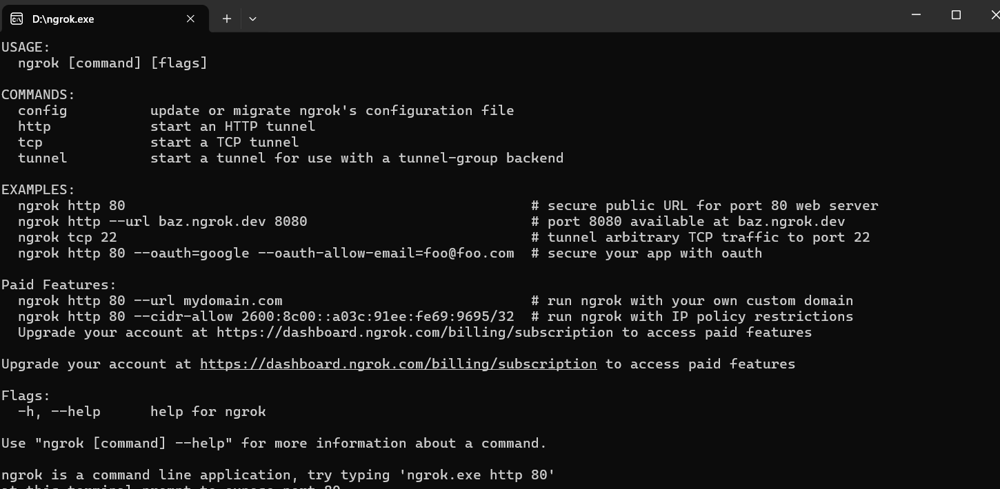 D:\ngrok.exe
USAGE:
  ngrok [command] [flags]

COMMANDS:
  config          update or migrate ngrok's configuration file
  http            start an HTTP tunnel
  tcp             start a TCP tunnel
  tunnel          start a tunnel for use with a tunnel-group backend

EXAMPLES:
  ngrok http 80                                                 # secure public URL for port 80 web server
  ngrok http --url baz.ngrok.dev 8080                           # port 8080 available at baz.ngrok.dev
  ngrok tcp 22                                                  # tunnel arbitrary TCP traffic to port 22
  ngrok http 80 --oauth=google --oauth-allow-email=foo@foo.com  # secure your app with oauth

Paid Features:
  ngrok http 80 --url mydomain.com                              # run ngrok with your own custom domain
  ngrok http 80 --cidr-allow 2600:8c00::a03c:91ee:fe69:9695/32  # run ngrok with IP policy restrictions
  Upgrade your account at https://dashboard.ngrok.com/billing/subscription to access paid features

Upgrade your account at https://dashboard.ngrok.com/billing/subscription to access paid features

Flags:
  -h, --help      help for ngrok

Use "ngrok [command] --help" for more information about a command.

ngrok is a command line application, try typing 'ngrok.exe http 80'
at this terminal prompt to expose port 80